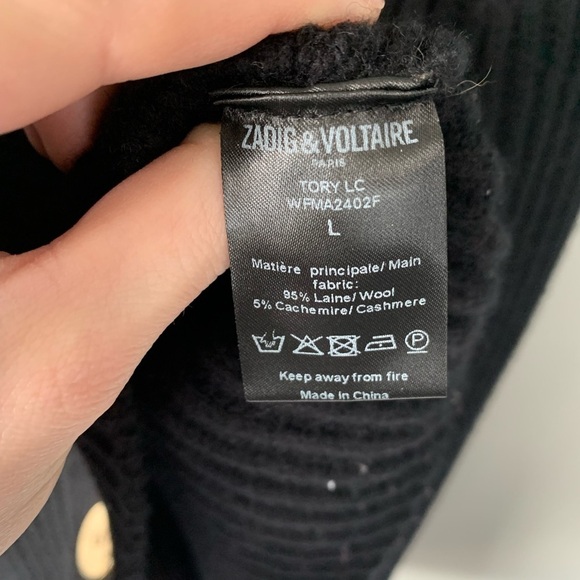 ZADIG&VOLTAIRE
PARIS
TORY LC
WFMA2402F
L
Matière principale/ Main
fabric:
95% Laine/ Wool
5% Cachemire/ Cashmere
P
Keep away from fire
Made in China